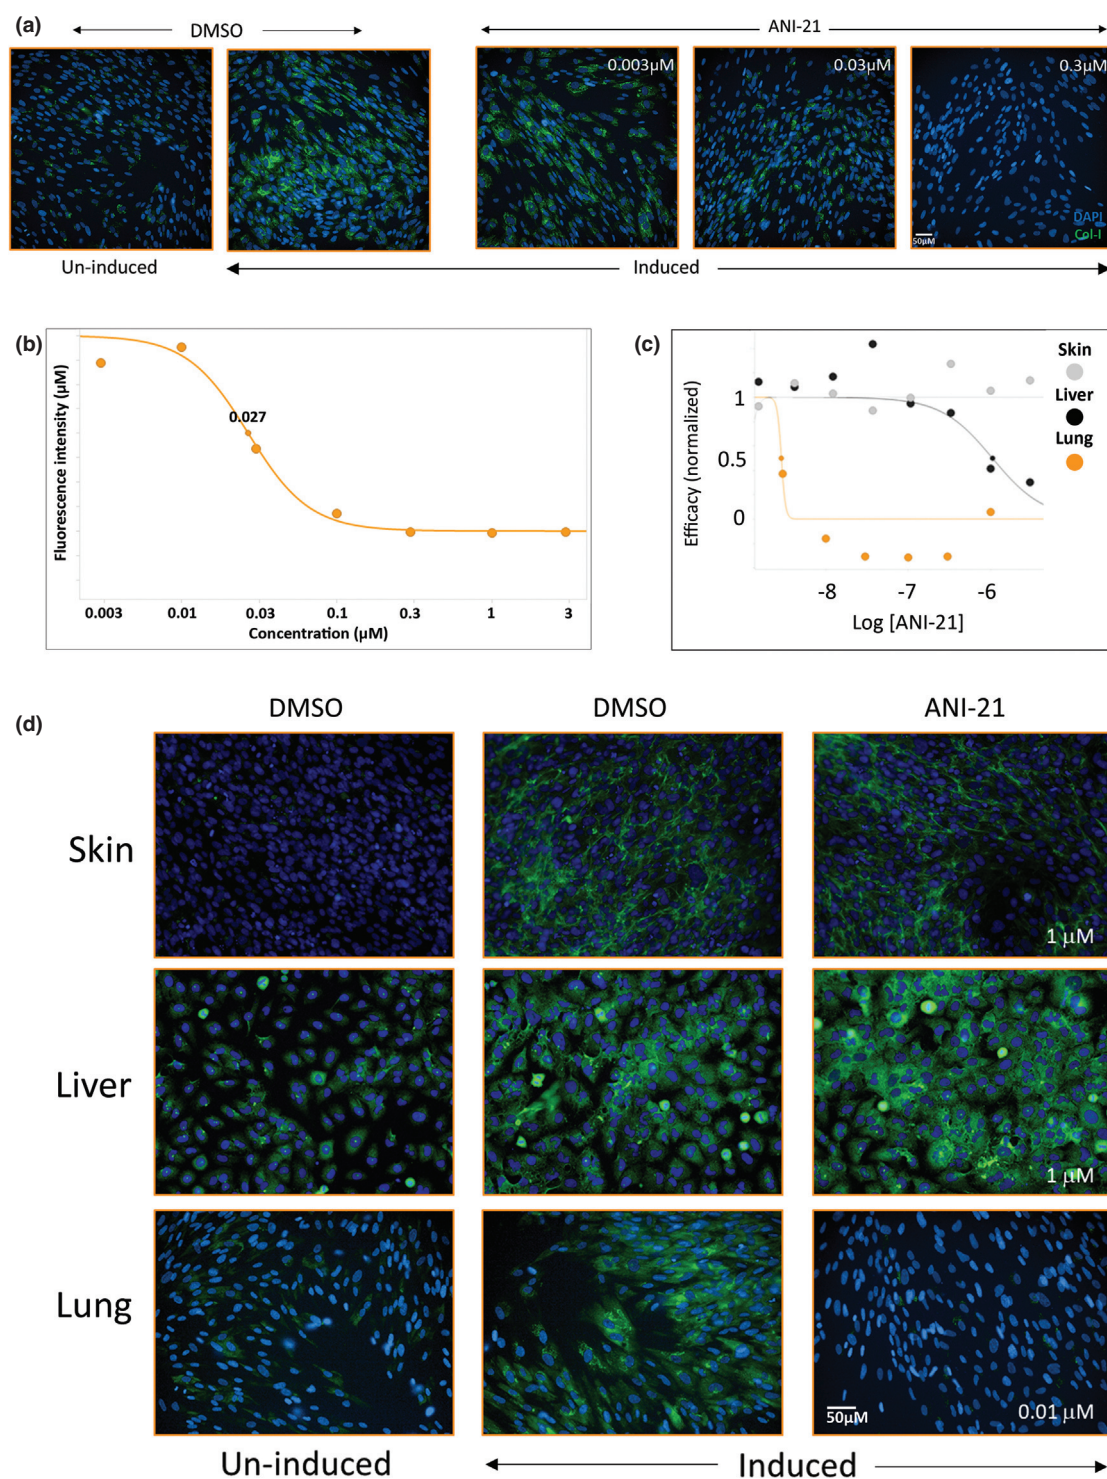 (a)
DMSO
ANI-21
0.003µM
0.03µM
0.3µM
DAPI
Col-I
50µM
Un-induced
Induced
(b)
Fluorescence intensity (µM)
0.027
0.003
0.01
0.03
0.1
0.3
1
3
Concentration (µM)
(c)
Efficacy (normalized)
1
0.5
0
-8
-7
-6
Log [ANI-21]
Skin
Liver
Lung
(d)
DMSO
DMSO
ANI-21
Skin
1 µM
Liver
1 µM
Lung
50µM
0.01 µM
Un-induced
Induced